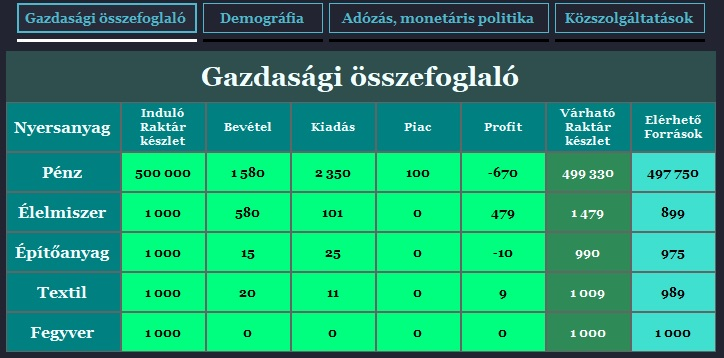 Gazdasági összefoglaló Demográfia Adózás, monetáris politika Közszolgáltatások
Gazdasági összefoglaló
Nyersanyag Induló Raktár készlet Bevétel Kiadás Piac Profit Várható Raktár készlet Elérhető Források
Pénz 500 000 1 580 2 350 100 -670 499 330 497 750
Élelmiszer 1 000 580 101 0 479 1 479 899
Építőanyag 1 000 15 25 0 -10 990 975
Textil 1 000 20 11 0 9 1 009 989
Fegyver 1 000 0 0 0 0 1 000 1 000